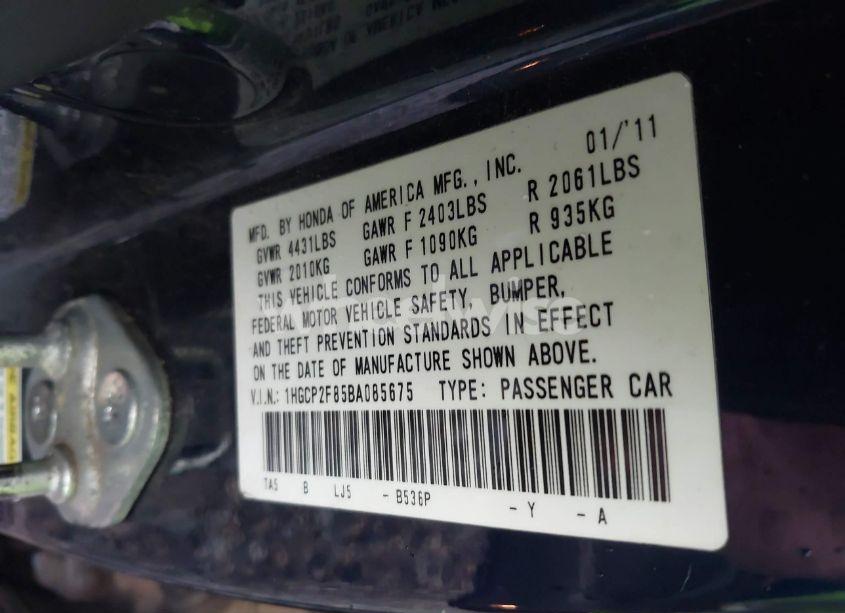 01/'11
MFD. BY HONDA OF AMERICA MFG., INC.
GVWR 4431LBS GAWR F 2403LBS R 2061LBS
GVWR 2010KG GAWR F 1090KG R 935KG
THIS VEHICLE CONFORMS TO ALL APPLICABLE
FEDERAL MOTOR VEHICLE SAFETY, BUMPER,
AND THEFT PREVENTION STANDARDS IN EFFECT
ON THE DATE OF MANUFACTURE SHOWN ABOVE.
V.I.N.: 1HGCP2F85BA085675 TYPE: PASSENGER CAR
TA5 B LJ5 - B536P - Y - A